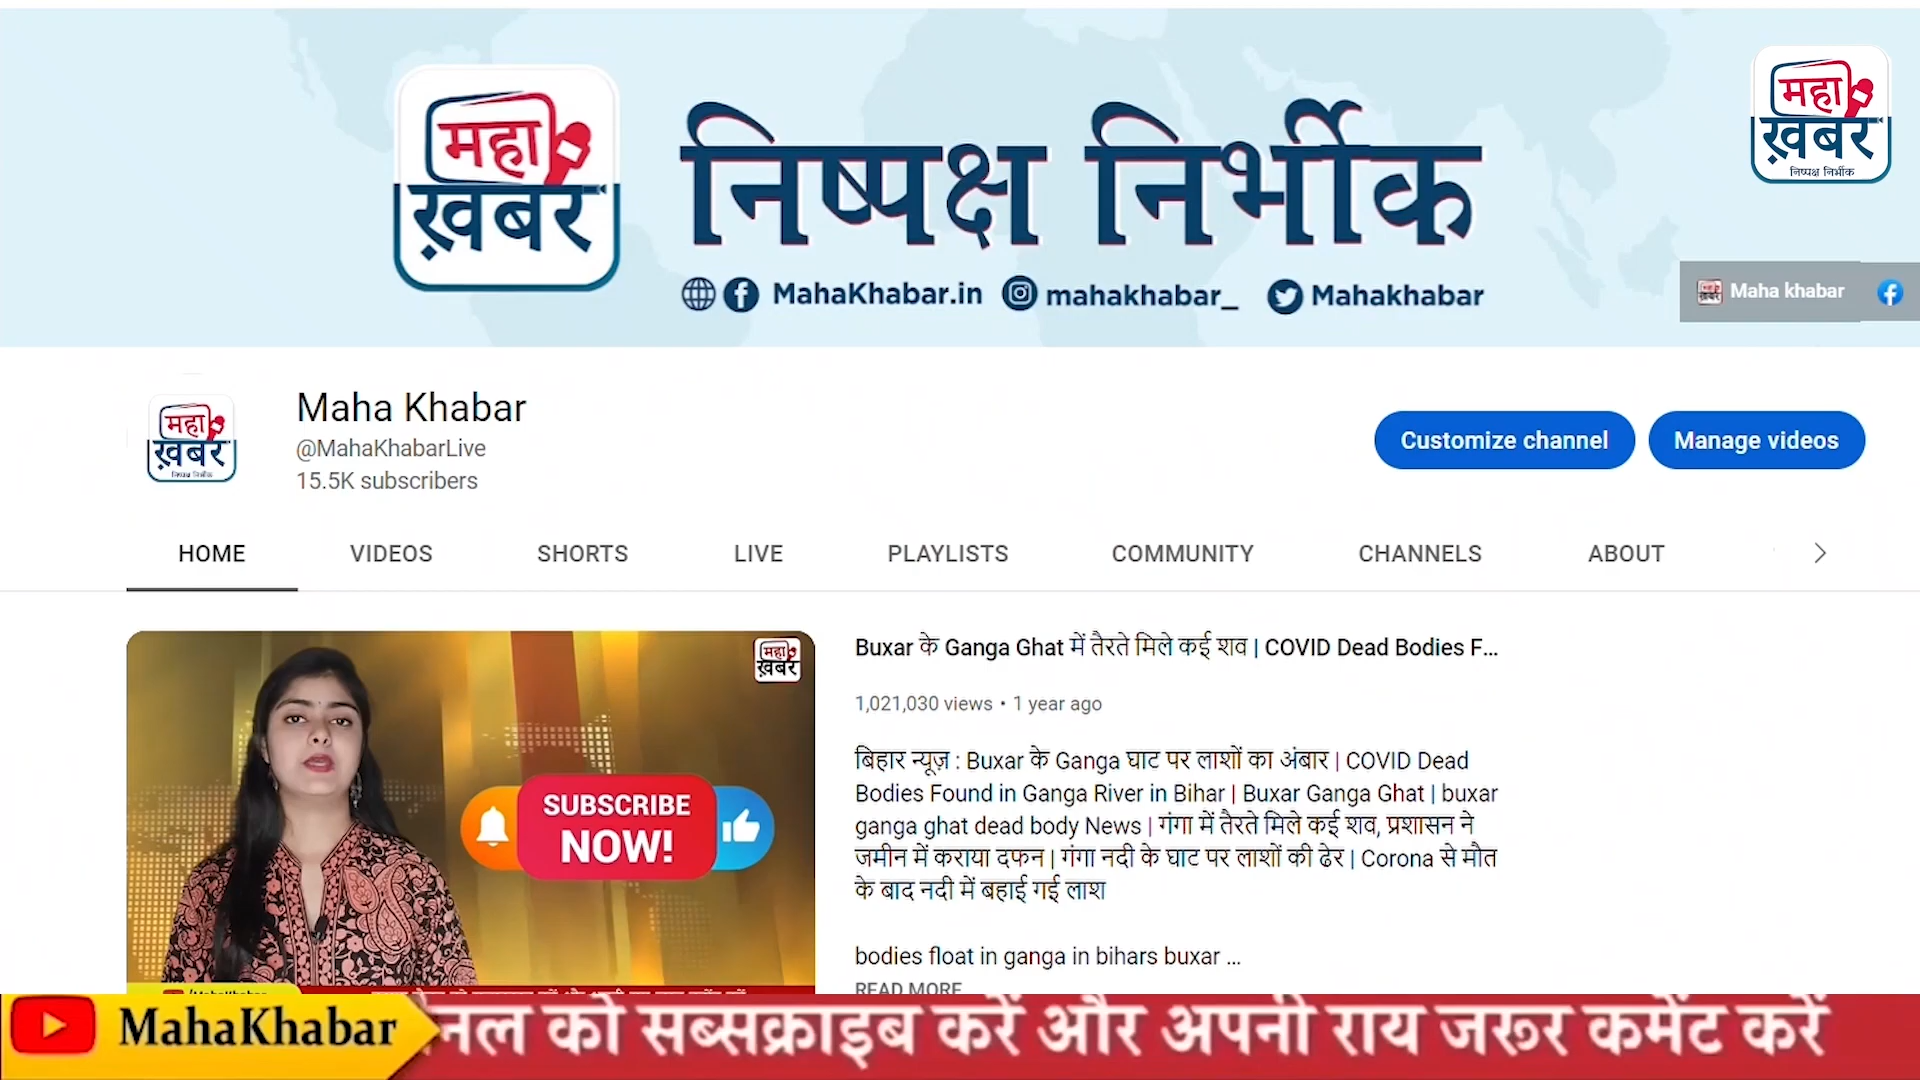 महा
ख़बर
निष्पक्ष निर्भीक
MahaKhabar.in mahakhabar_ Mahakhabar
महा
ख़बर
निष्पक्ष निर्भीक
Maha khabar
महा
ख़बर
निष्पक्ष निर्भीक
Maha Khabar
@MahaKhabarLive
15.5K subscribers
Customize channel
Manage videos
HOME VIDEOS SHORTS LIVE PLAYLISTS COMMUNITY CHANNELS ABOUT
महा
ख़बर
SUBSCRIBE
NOW!
Buxar के Ganga Ghat में तैरते मिले कई शव | COVID Dead Bodies F...
1,021,030 views • 1 year ago
बिहार न्यूज़ : Buxar के Ganga घाट पर लाशों का अंबार | COVID Dead
Bodies Found in Ganga River in Bihar | Buxar Ganga Ghat | buxar
ganga ghat dead body News | गंगा में तैरते मिले कई शव, प्रशासन ने
जमीन में कराया दफन | गंगा नदी के घाट पर लाशों की ढेर | Corona से मौत
के बाद नदी में बहाई गई लाश
bodies float in ganga in bihars buxar ...
READ MORE
MahaKhabar
नल को सब्सक्राइब करें और अपनी राय जरूर कमेंट करें